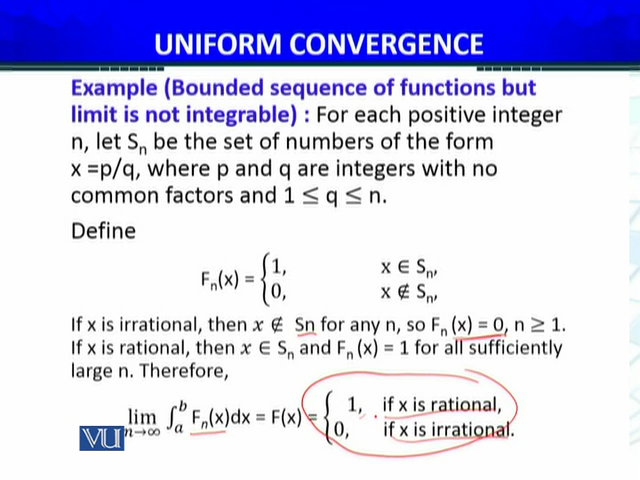 UNIFORM CONVERGENCE
Example (Bounded sequence of functions but
limit is not integrable) : For each positive integer
n, let Sₙ be the set of numbers of the form
x =p/q, where p and q are integers with no
common factors and 1 ≤ q ≤ n.
Define
Fₙ(x) = {1, x ∈ Sₙ,
0, x ∉ Sₙ,
If x is irrational, then x ∉ Sn for any n, so Fₙ (x) = 0, n ≥ 1.
If x is rational, then x ∈ Sₙ and Fₙ (x) = 1 for all sufficiently
large n. Therefore,
lim n→∞ ∫ₐᵇ Fₙ(x)dx = F(x) = { 1, if x is rational,
0, if x is irrational.
VU